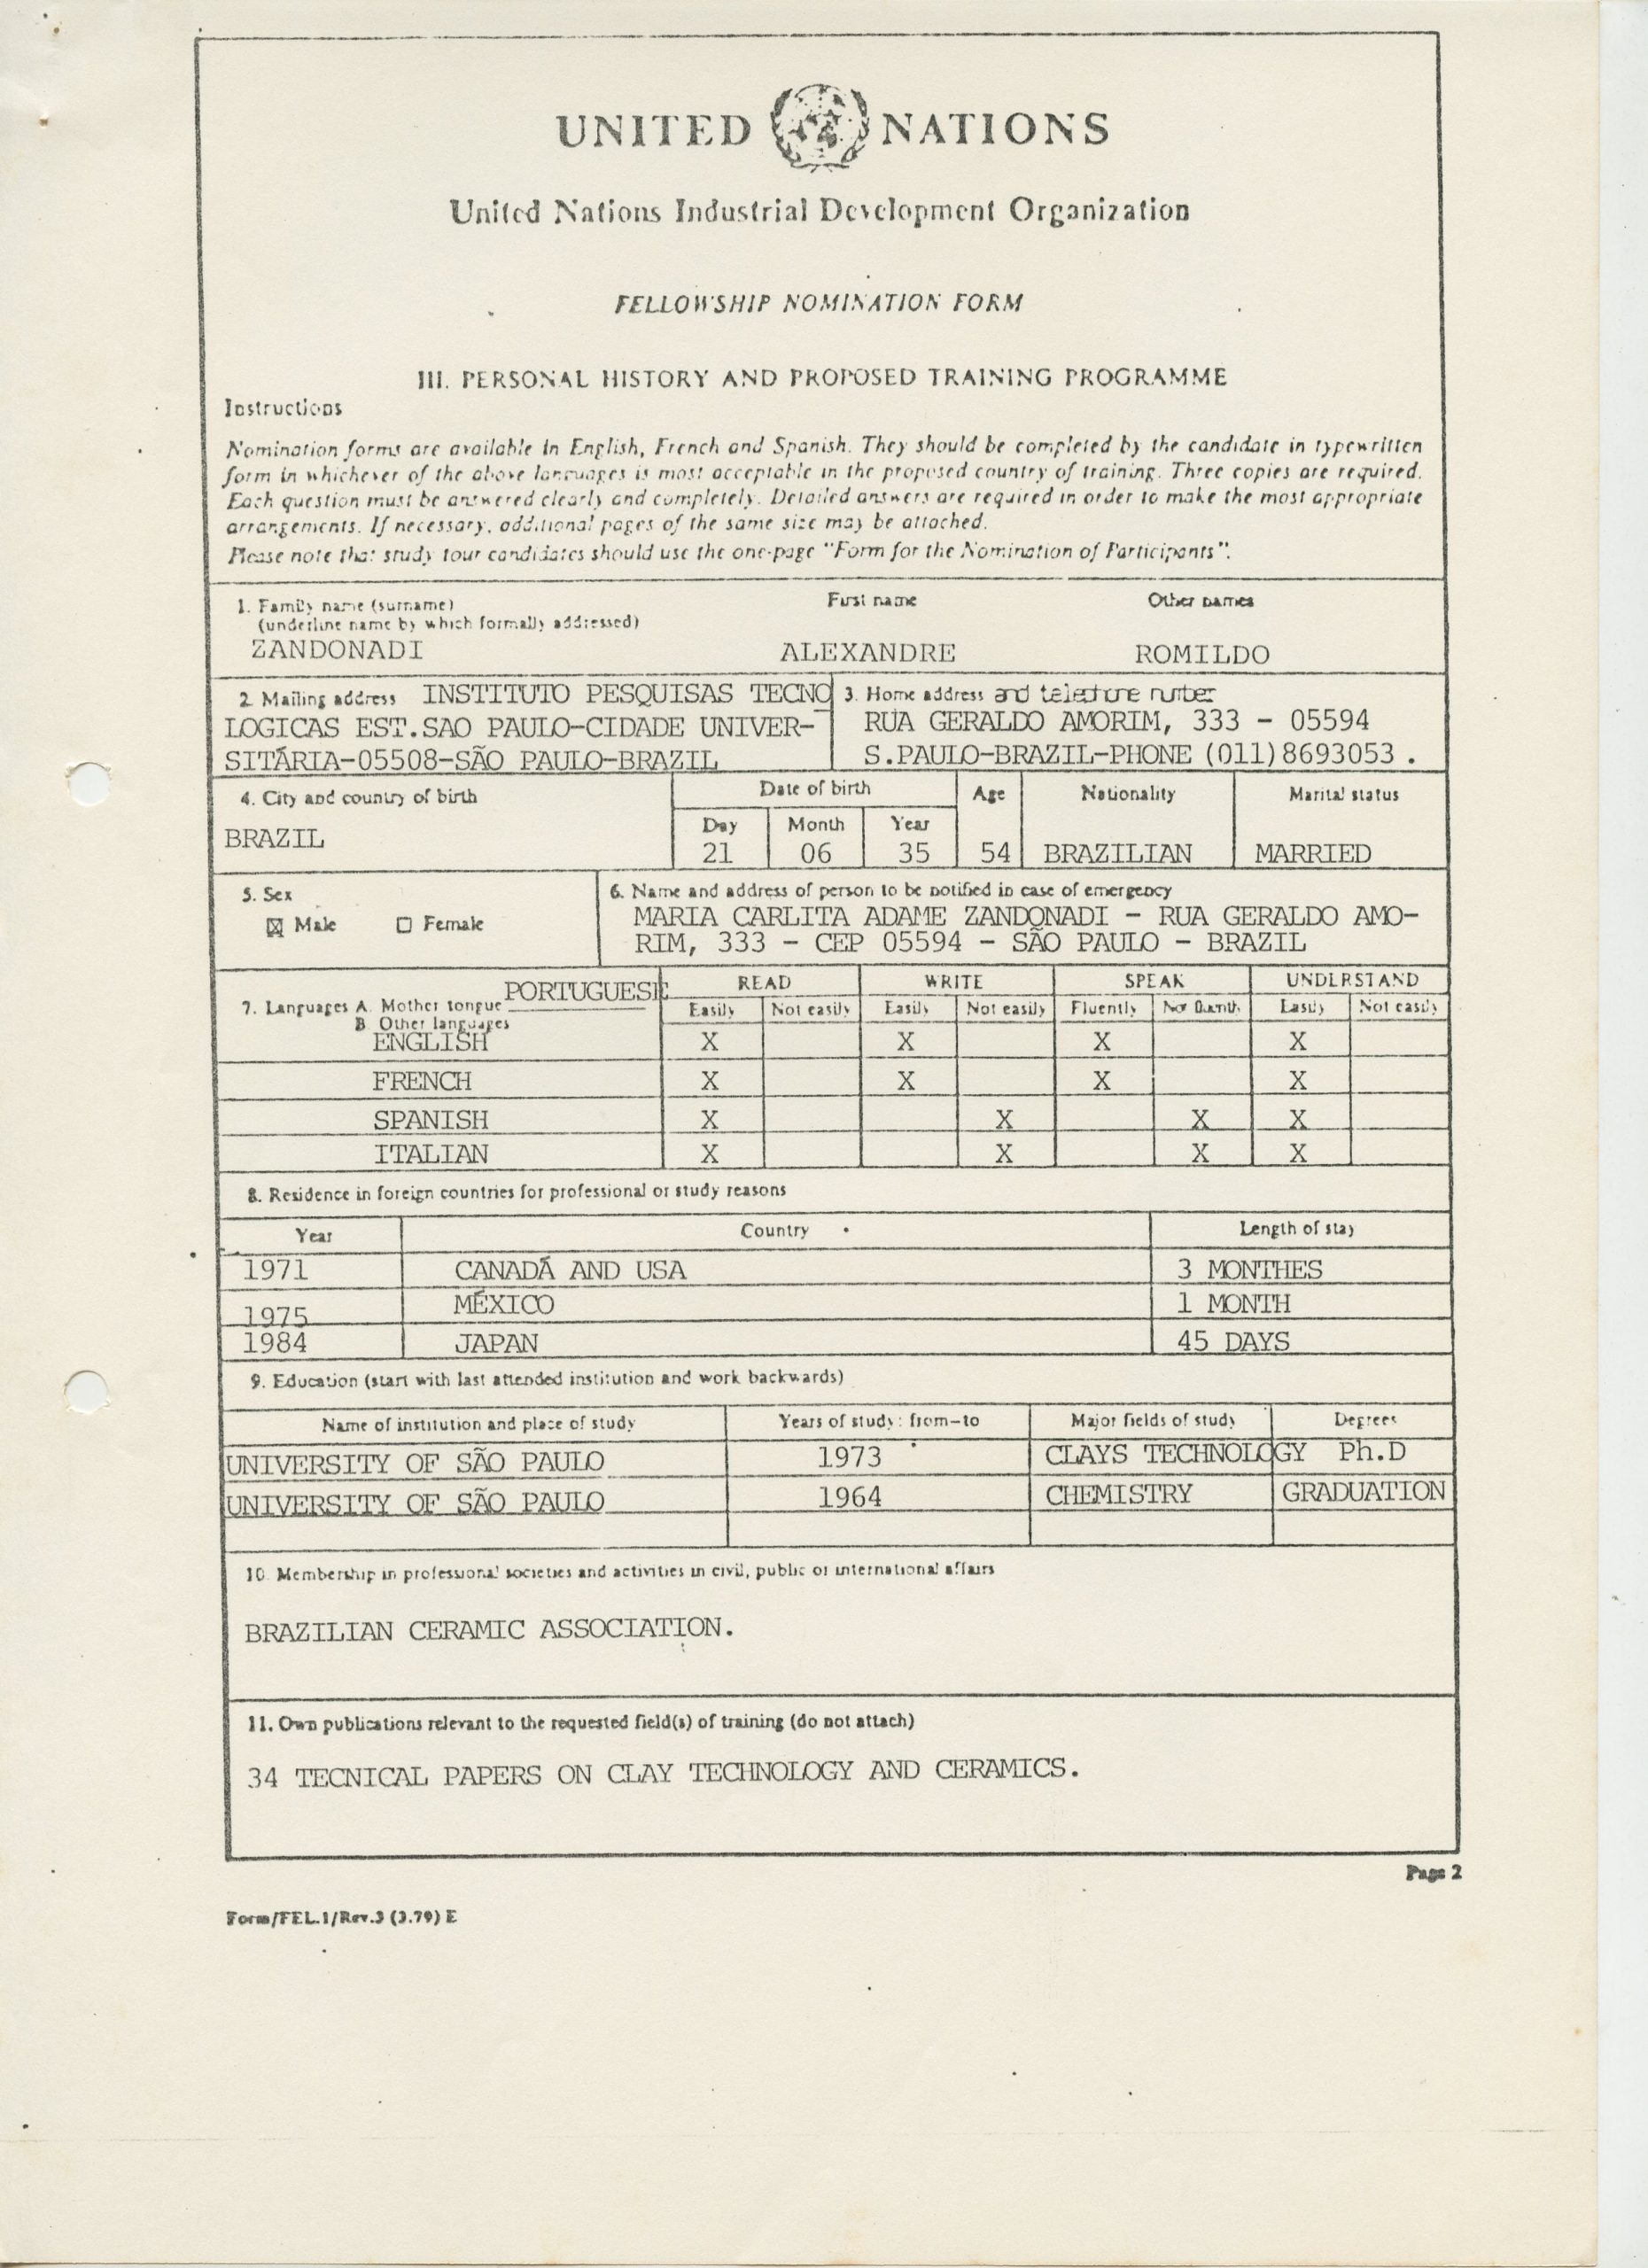 UNITED NATIONS
United Nations Industrial Development Organization
FELLOWSHIP NOMINATION FORM
III. PERSONAL HISTORY AND PROPOSED TRAINING PROGRAMME
Instructions
Nomination forms are available in English, French and Spanish. They should be completed by the candidate in typewritten
form in whichever of the above languages is most acceptable in the proposed country of training. Three copies are required.
Each question must be answered clearly and completely. Detailed answers are required in order to make the most appropriate
arrangements. If necessary, additional pages of the same size may be attached.
Please note that study tour candidates should use the one-page "Form for the Nomination of Participants".
1. Family name (surname) First name Other names
(underline name by which formally addressed)
ZANDONADI ALEXANDRE ROMILDO
2. Mailing address INSTITUTO PESQUISAS TECNO
LOGICAS EST.SAO PAULO-CIDADE UNIVER-
SITÁRIA-05508-SÃO PAULO-BRAZIL
3. Home address and telephone number
RUA GERALDO AMORIM, 333 - 05594
S.PAULO-BRAZIL-PHONE (011)8693053.
4. City and country of birth
BRAZIL
Date of birth Age Nationality Marital status
Day Month Year
21 06 35 54 BRAZILIAN MARRIED
5. Sex
☒ Male ☐ Female
6. Name and address of person to be notified in case of emergency
MARIA CARLITA ADAME ZANDONADI - RUA GERALDO AMO-
RIM, 333 - CEP 05594 - SÃO PAULO - BRAZIL
7. Languages A. Mother tongue PORTUGUESE READ WRITE SPEAK UNDERSTAND
B. Other languages Easily Not easily Easily Not easily Fluently Not fluently Easily Not easily
ENGLISH X X X X
FRENCH X X X X
SPANISH X X X X
ITALIAN X X X X
8. Residence in foreign countries for professional or study reasons
Year Country Length of stay
1971 CANADÁ AND USA 3 MONTHES
1975 MÉXICO 1 MONTH
1984 JAPAN 45 DAYS
9. Education (start with last attended institution and work backwards)
Name of institution and place of study Years of study: from-to Major fields of study Degrees
UNIVERSITY OF SÃO PAULO 1973 CLAYS TECHNOLOGY Ph.D
UNIVERSITY OF SÃO PAULO 1964 CHEMISTRY GRADUATION
10. Membership in professional societies and activities in civil, public or international affairs
BRAZILIAN CERAMIC ASSOCIATION.
11. Own publications relevant to the requested field(s) of training (do not attach)
34 TECNICAL PAPERS ON CLAY TECHNOLOGY AND CERAMICS.
Page 2
Form/FEL.1/Rev.3 (3.79) E